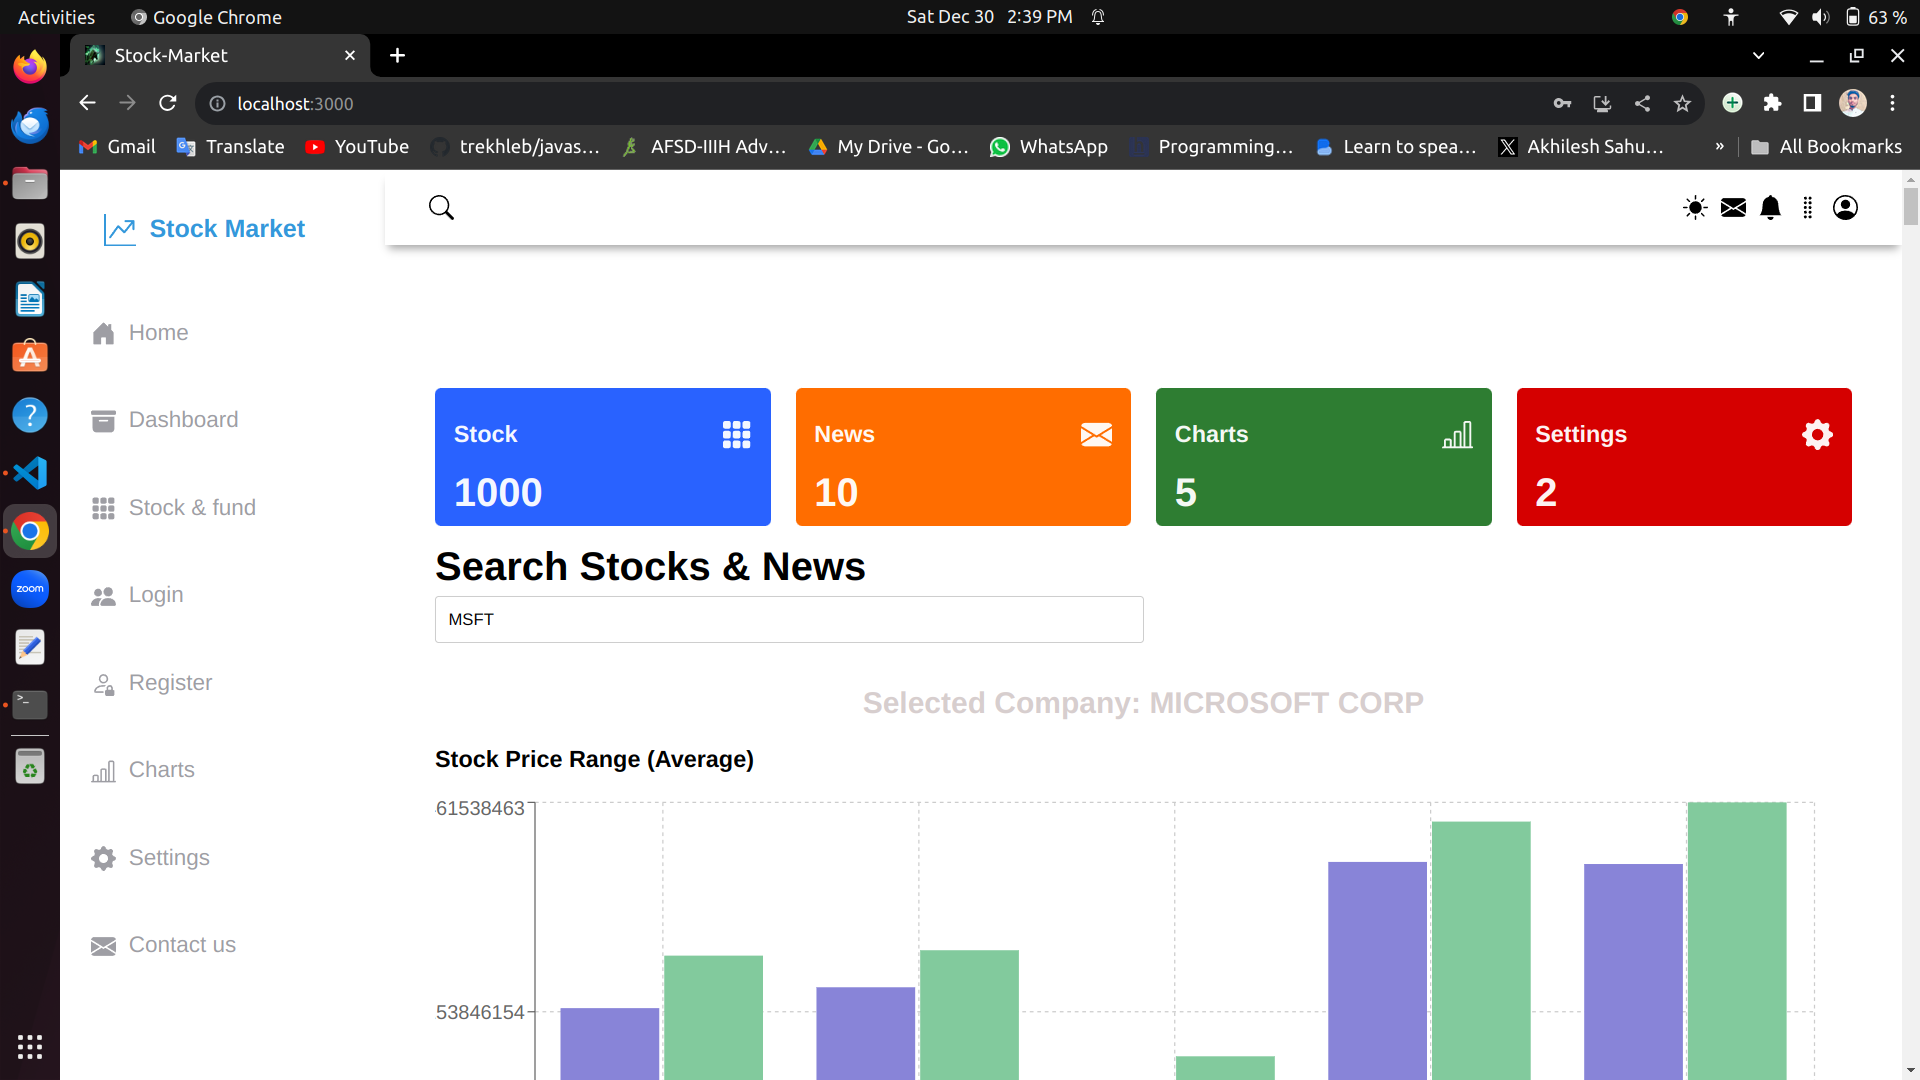 Activities Google Chrome Sat Dec 30 2:39 PM 63 %
Stock-Market
localhost:3000
Gmail Translate YouTube trekhleb/javas... AFSD-IIIH Adv... My Drive - Go... WhatsApp Programming... Learn to spea... Akhilesh Sahu... » All Bookmarks
Stock Market
Home
Dashboard
Stock & fund
Login
Register
Charts
Settings
Contact us
zoom
Stock
1000
News
10
Charts
5
Settings
2
Search Stocks & News
MSFT
Selected Company: MICROSOFT CORP
Stock Price Range (Average)
61538463
53846154